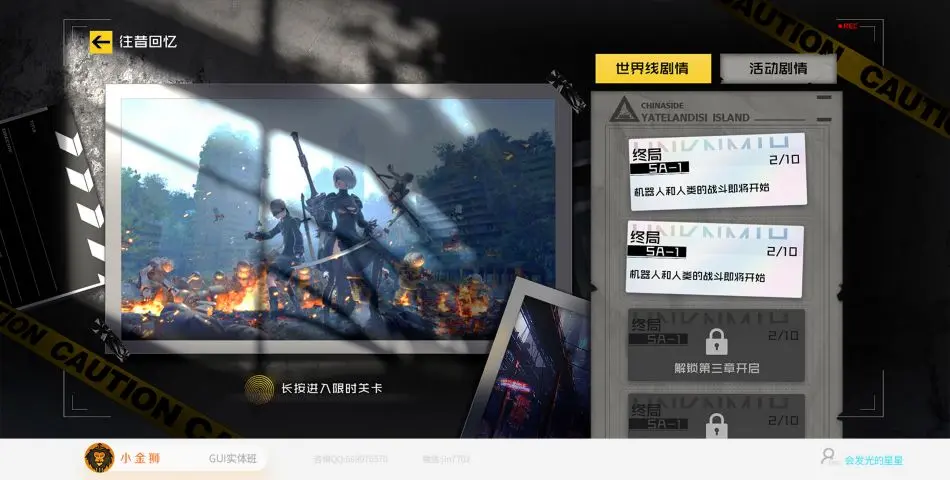 往昔回忆
REC
CAUTION
CAUTION
世界线剧情
活动剧情
CHINASIDE
YATELANDISI ISLAND
终局
SA-1
2/10
机器人和人类的战斗即将开始
终局
SA-1
2/10
机器人和人类的战斗即将开始
终局
SA-1
2/10
解锁第三章开启
终局
SA-1
2/10
CAUTION
CAUTION
长按进入限时关卡
小金狮
GUI实体班
会发光的星星